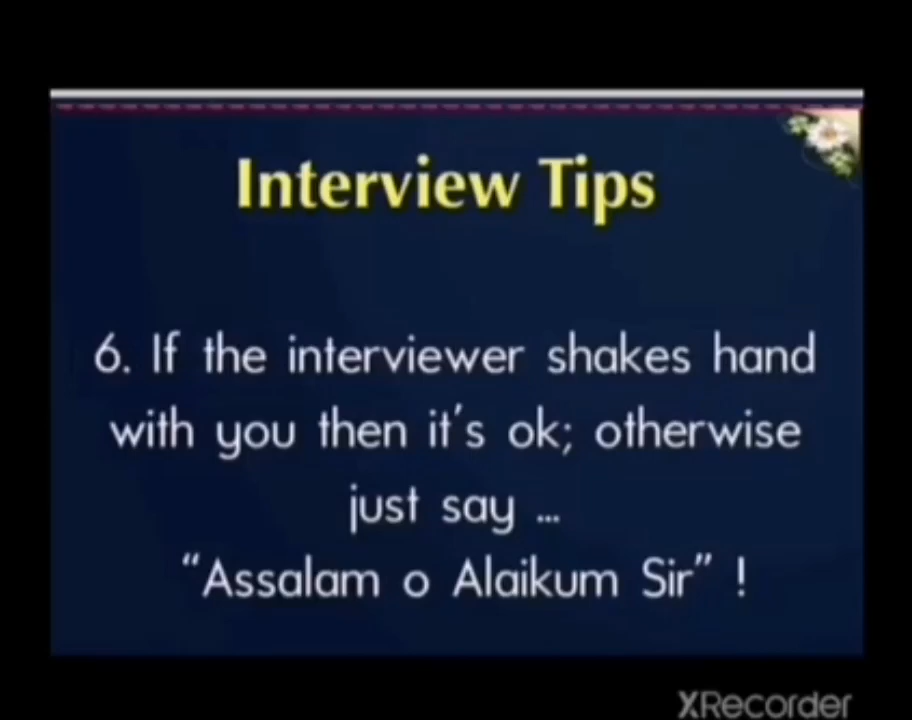 Interview Tips
6. If the interviewer shakes hand
with you then it's ok; otherwise
just say ...
“Assalam o Alaikum Sir” !
XRecorder